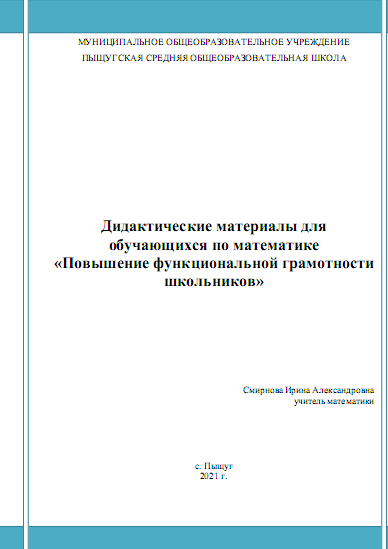 МУНИЦИПАЛЬНОЕ ОБЩЕОБРАЗОВАТЕЛЬНОЕ УЧРЕЖДЕНИЕ
ПЫЩУГСКАЯ СРЕДНЯЯ ОБЩЕОБРАЗОВАТЕЛЬНАЯ ШКОЛА
Дидактические материалы для
обучающихся по математике
«Повышение функциональной грамотности
школьников»
Смирнова Ирина Александровна
учитель математики
с. Пыщуг
2021 г.